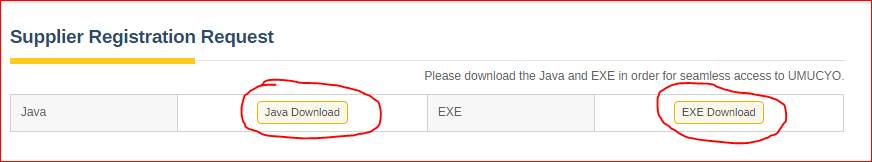 Supplier Registration Request
Please download the Java and EXE in order for seamless access to UMUCYO.
Java Java Download EXE EXE Download